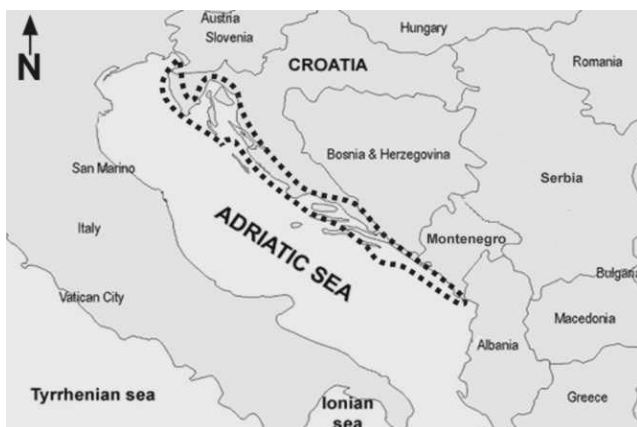 Austria
Slovenia
Hungary
Romania
N
CROATIA
Bosnia & Herzegovina
San Marino
Serbia
Italy
ADRIATIC SEA
Montenegro
Bulgaria
Vatican City
Macedonia
Albania
Tyrrhenian sea
Ionian
sea
Greece